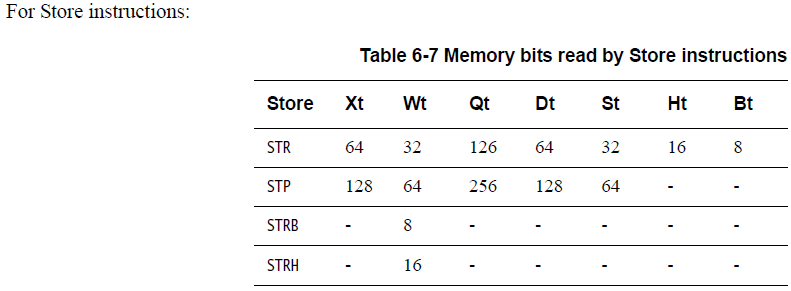 For Store instructions:
Table 6-7 Memory bits read by Store instructions
Store Xt Wt Qt Dt St Ht Bt
STR 64 32 126 64 32 16 8
STP 128 64 256 128 64 - -
STRB - 8 - - - - -
STRH - 16 - - - - -